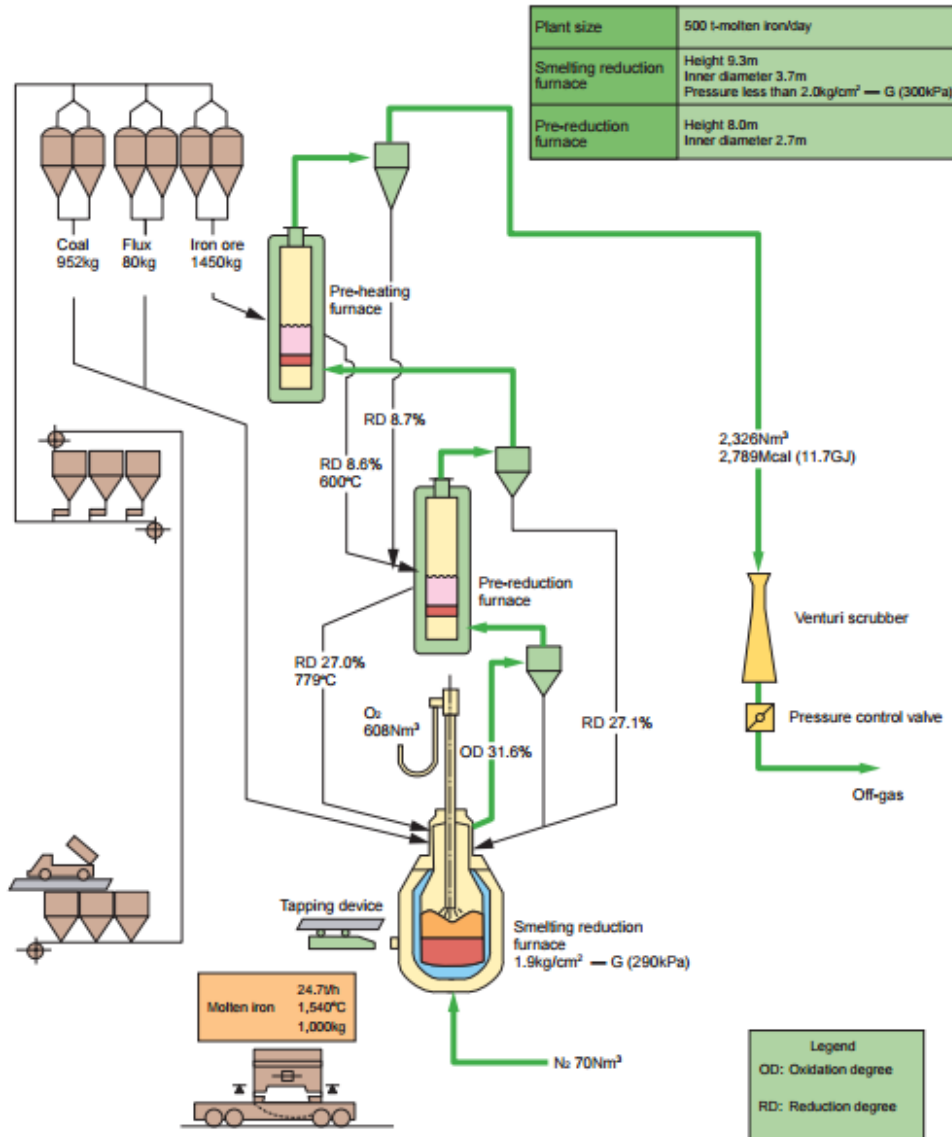 Plant size
500 t-molten iron/day
Smelting reduction
furnace
Height 9.3m
Inner diameter 3.7m
Pressure less than 2.0kg/cm² — G (300kPa)
Pre-reduction
furnace
Height 8.0m
Inner diameter 2.7m
Coal
952kg
Flux
80kg
Iron ore
1450kg
Pre-heating
furnace
RD 8.7%
RD 8.6%
600°C
2,326Nm³
2,789Mcal (11.7GJ)
Pre-reduction
furnace
Venturi scrubber
RD 27.0%
779°C
O₂
608Nm³
OD 31.6%
RD 27.1%
Pressure control valve
Off-gas
Tapping device
Smelting reduction
furnace
1.9kg/cm² — G (290kPa)
Molten iron
24.7t/h
1,540°C
1,000kg
N₂ 70Nm³
Legend
OD: Oxidation degree
RD: Reduction degree